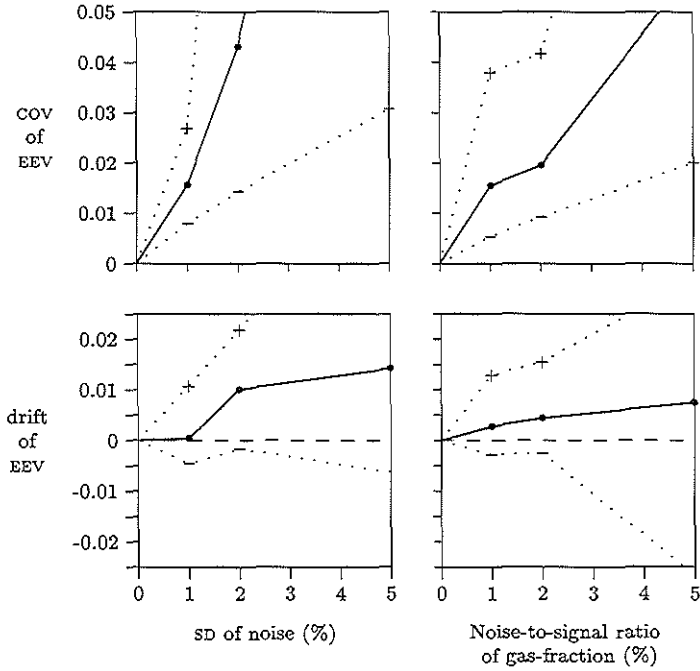 0.05
0.04
0.03
0.02
0.01
0
COV
of
EEV
0.02
0.01
0
-0.01
-0.02
drift
of
EEV
0 1 2 3 4 5
0 1 2 3 4 5
SD of noise (%)
Noise-to-signal ratio
of gas-fraction (%)